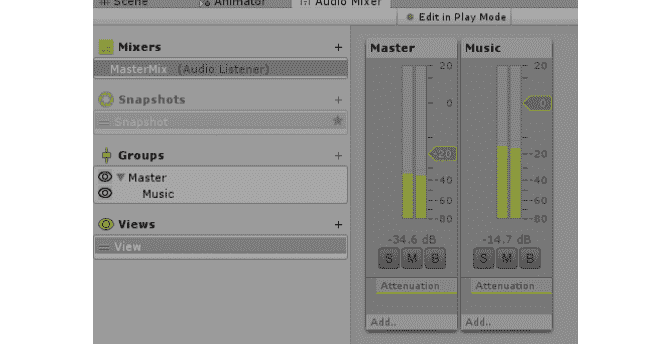 Scene Animator Audio Mixer
Edit in Play Mode
Mixers +
MasterMix (Audio Listener)
Snapshots +
Snapshot
Groups +
Master
Music
Views +
View
Master
20
0
-20
-40
-60
-80
-34.6 dB
S M B
Attenuation
Add..
Music
20
0
-20
-40
-60
-80
-14.7 dB
S M B
Attenuation
Add..